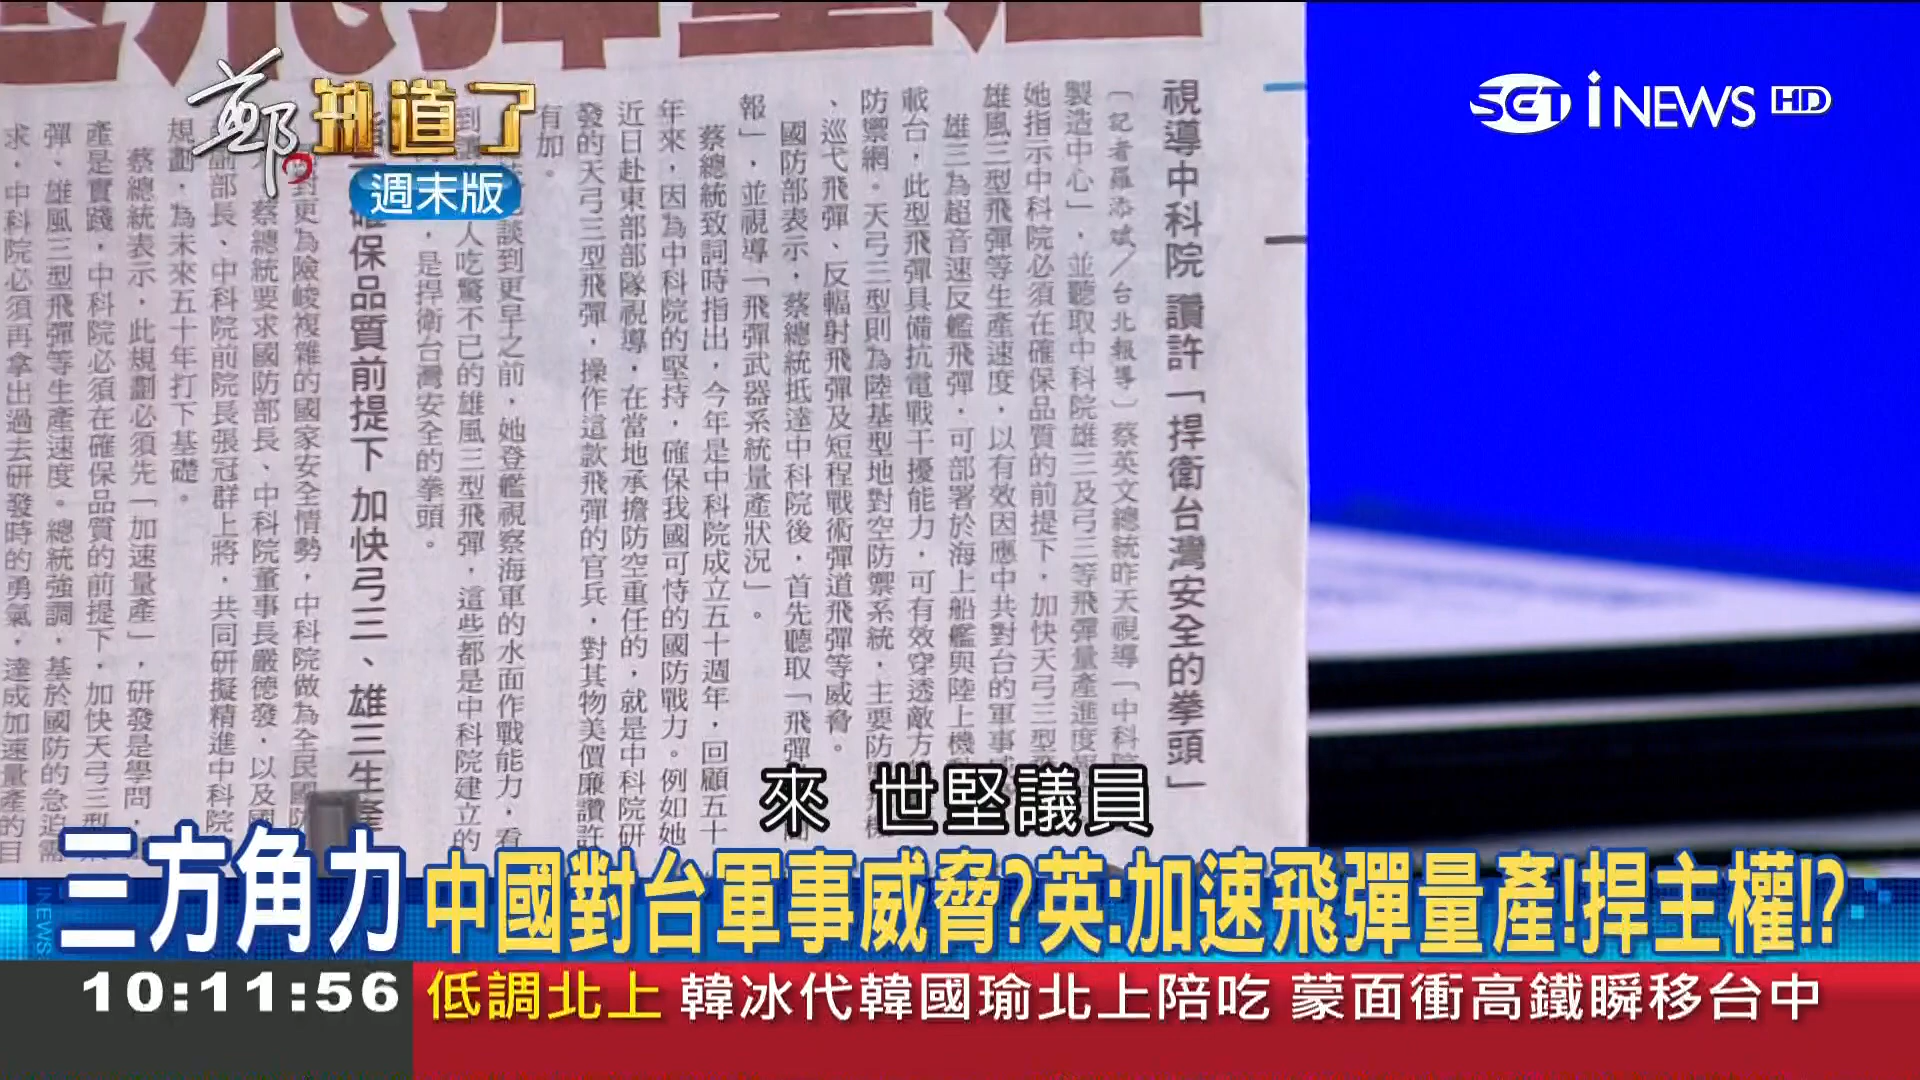 鄭知道了
週末版
SET iNEWS HD
視導中科院 讚許「捍衛台灣安全的拳頭」
〔記者羅添斌／台北報導〕蔡英文總統昨天視導「中科院
製造中心」，並聽取中科院雄三及弓三等飛彈量產進度
她指示中科院必須在確保品質的前提下，加快天弓三型
雄風三型飛彈等生產速度，以有效因應中共對台的軍事
雄三為超音速反艦飛彈，可部署於海上船艦與陸上機
載台，此型飛彈具備抗電戰干擾能力，可有效穿透敵方
防禦網。天弓三型則為陸基型地對空防禦系統，主要防
、巡弋飛彈、反輻射飛彈及短程戰術彈道飛彈等威脅。
國防部表示，蔡總統抵達中科院後，首先聽取「飛彈
報」，並視導「飛彈武器系統量產狀況」。
蔡總統致詞時指出，今年是中科院成立五十週年，回顧五十
年來，因為中科院的堅持，確保我國可恃的國防戰力。例如她
近日赴東部部隊視導，在當地承擔防空重任的，就是中科院研
發的天弓三型飛彈，操作這款飛彈的官兵，對其物美價廉讚許
有加。
談到更早之前，她登艦視察海軍的水面作戰能力，看
到 人吃驚不已的雄風三型飛彈，這些都是中科院建立的
，是捍衛台灣安全的拳頭。
確保品質前提下 加快弓三、雄三生產
對更為險峻複雜的國家安全情勢，中科院做為全民國防
蔡總統要求國防部長、中科院董事長嚴德發，以及國
副部長、中科院前院長張冠群上將，共同研擬精進中科院
規劃，為未來五十年打下基礎。
蔡總統表示，此規劃必須先「加速量產」，研發是學問，
產是實踐，中科院必須在確保品質的前提下，加快天弓三型
彈、雄風三型飛彈等生產速度。總統強調，基於國防的急迫需
求，中科院必須再拿出過去研發時的勇氣，達成加速量產的目
來 世堅議員
三方角力
中國對台軍事威脅?英:加速飛彈量產!捍主權!?
iNEWS
10:11:56
低調北上 韓冰代韓國瑜北上陪吃 蒙面衝高鐵瞬移台中